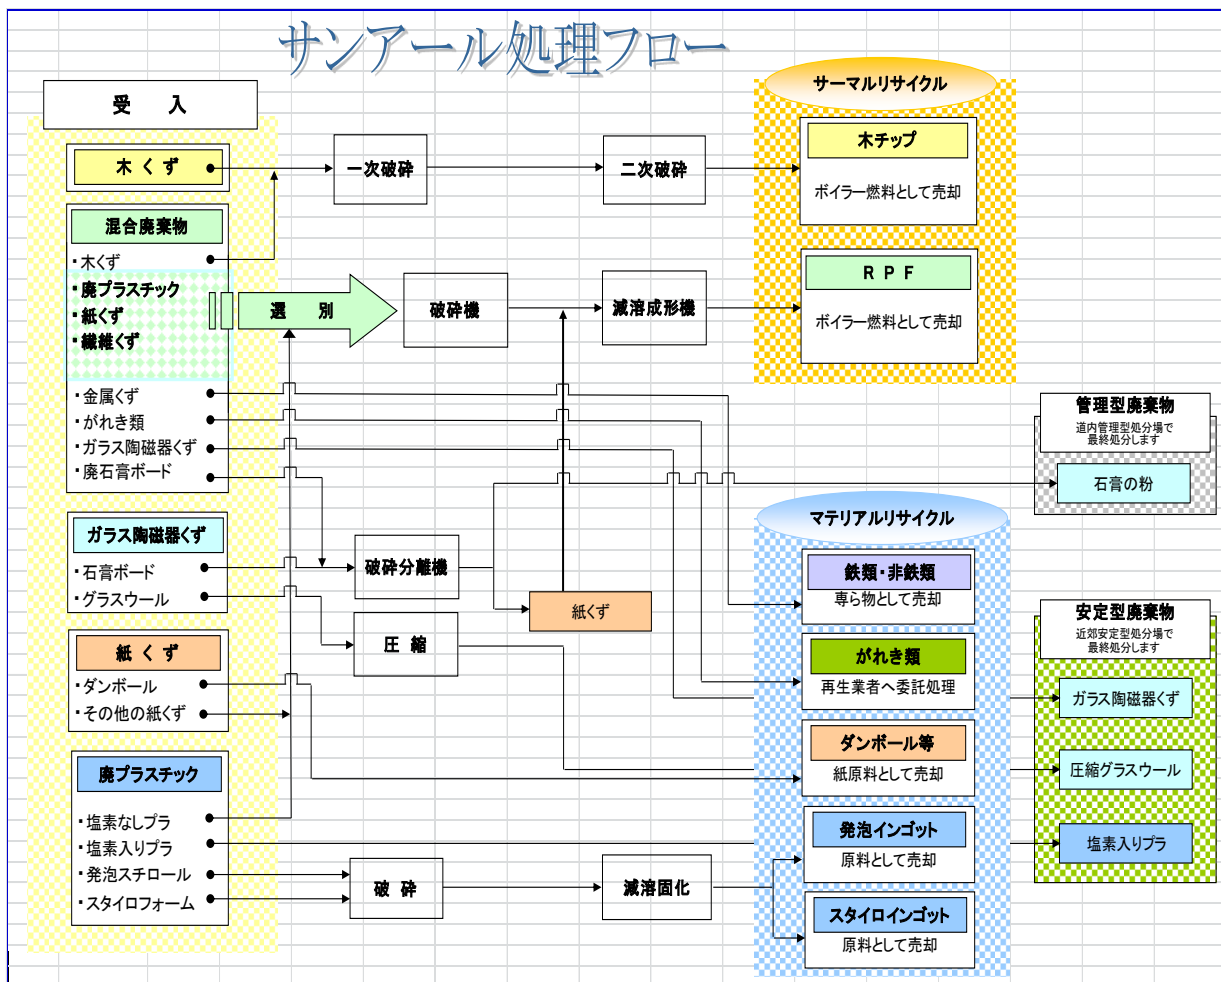 サンアール処理フロー
受　入
木 く ず
混合廃棄物
・木くず
・廃プラスチック
・紙くず
・繊維くず
・金属くず
・がれき類
・ガラス陶磁器くず
・廃石膏ボード
ガラス陶磁器くず
・石膏ボード
・グラスウール
紙 く ず
・ダンボール
・その他の紙くず
廃プラスチック
・塩素なしプラ
・塩素入りプラ
・発泡スチロール
・スタイロフォーム
一次破砕
二次破砕
選　別
破砕機
減溶成形機
破砕分離機
圧 縮
紙くず
破 砕
減溶固化
サーマルリサイクル
木チップ
ボイラー燃料として売却
R P F
ボイラー燃料として売却
マテリアルリサイクル
鉄類・非鉄類
専ら物として売却
がれき類
再生業者へ委託処理
ダンボール等
紙原料として売却
発泡インゴット
原料として売却
スタイロインゴット
原料として売却
管理型廃棄物
道内管理型処分場で
最終処分します
石膏の粉
安定型廃棄物
近郊安定型処分場で
最終処分します
ガラス陶磁器くず
圧縮グラスウール
塩素入りプラ